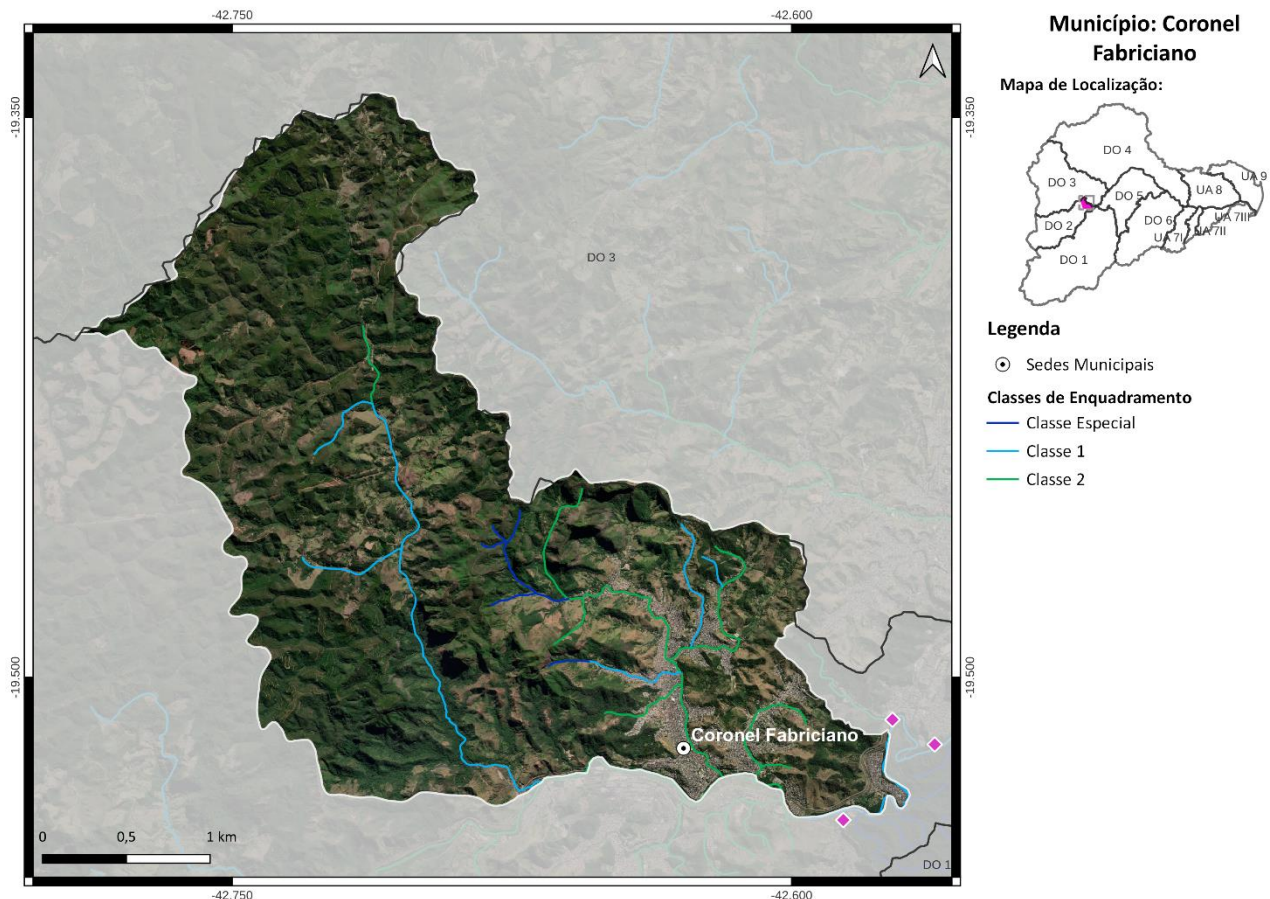 -42.750
-42.600
Município: Coronel
Fabriciano
Mapa de Localização:
DO 4
DO 3
UA 9
DO 5
UA 8
DO 2
DO 6
UA 7III
UA 7I
UA 7II
DO 1
Legenda
Sedes Municipais
Classes de Enquadramento
Classe Especial
Classe 1
Classe 2
-19.350
-19.350
DO 3
-19.500
-19.500
Coronel Fabriciano
0
0,5
1 km
DO 1
-42.750
-42.600